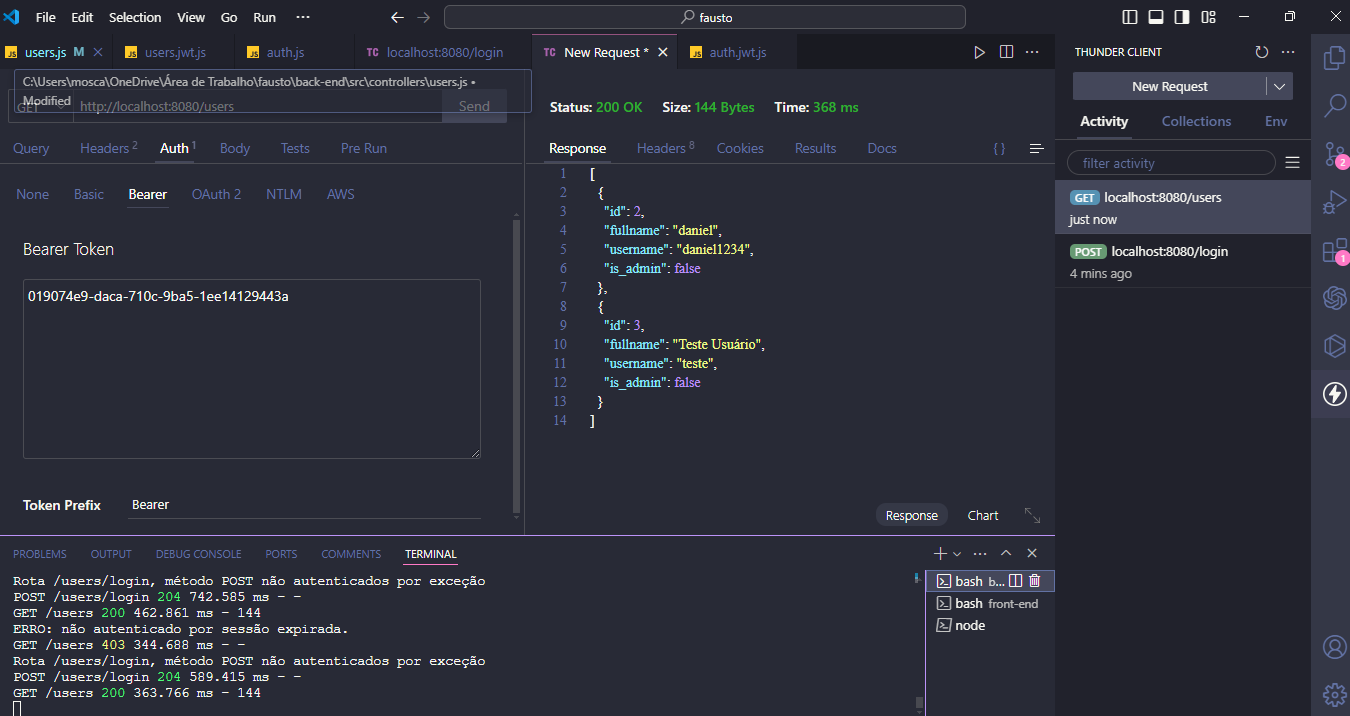 File Edit Selection View Go Run ··· fausto
JS users.js M JS users.jwt.js JS auth.js TC localhost:8080/login TC New Request * JS auth.jwt.js
C:\Users\mosca\OneDrive\Área de Trabalho\fausto\back-end\src\controllers\users.js •
Modified
GET http://localhost:8080/users Send
Query Headers 2 Auth 1 Body Tests Pre Run
None Basic Bearer OAuth 2 NTLM AWS
Bearer Token
019074e9-daca-710c-9ba5-1ee14129443a
Token Prefix Bearer
Status: 200 OK Size: 144 Bytes Time: 368 ms
Response Headers 8 Cookies Results Docs { }
1 [
2 {
3 "id": 2,
4 "fullname": "daniel",
5 "username": "daniel1234",
6 "is_admin": false
7 },
8 {
9 "id": 3,
10 "fullname": "Teste Usuário",
11 "username": "teste",
12 "is_admin": false
13 }
14 ]
Response Chart
THUNDER CLIENT
New Request
Activity Collections Env
filter activity
GET localhost:8080/users
just now
POST localhost:8080/login
4 mins ago
2
1
PROBLEMS OUTPUT DEBUG CONSOLE PORTS COMMENTS TERMINAL
Rota /users/login, método POST não autenticados por exceção
POST /users/login 204 742.585 ms - -
GET /users 200 462.861 ms - 144
ERRO: não autenticado por sessão expirada.
GET /users 403 344.688 ms - -
Rota /users/login, método POST não autenticados por exceção
POST /users/login 204 589.415 ms - -
GET /users 200 363.766 ms - 144
bash b...
bash front-end
node